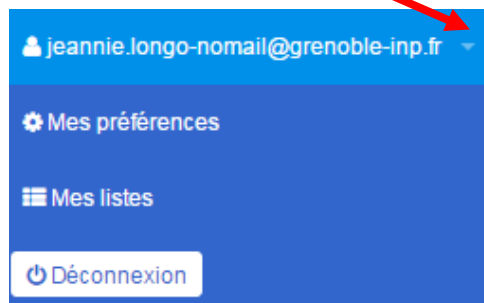 jeannie.longo-nomail@grenoble-inp.fr
Mes préférences
Mes listes
Déconnexion